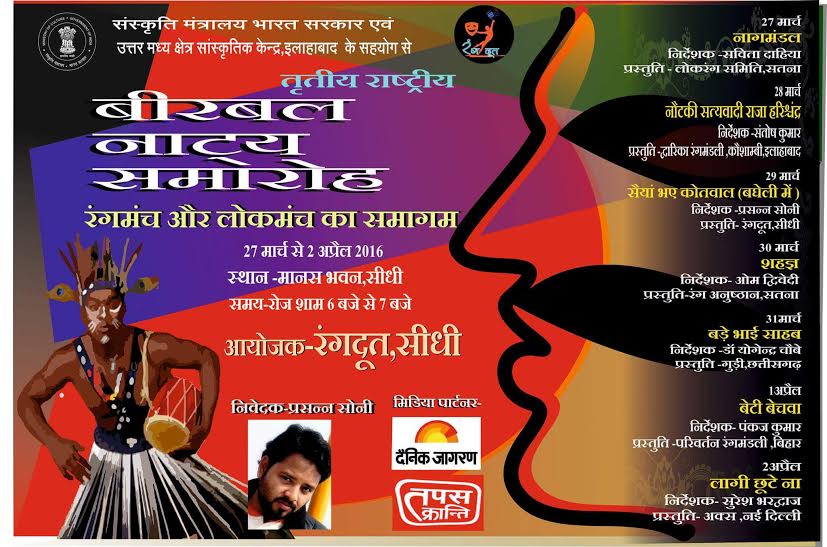 संस्कृति मंत्रालय भारत सरकार एवं
उत्तर मध्य क्षेत्र सांस्कृतिक केन्द्र,इलाहाबाद के सहयोग से
रंग दूत
तृतीय राष्ट्रीय
बीरबल
नाट्य
समारोह
रंगमंच और लोकमंच का समागम
27 मार्च से 2 अप्रैल 2016
स्थान -मानस भवन,सीधी
समय-रोज शाम 6 बजे से 7 बजे
आयोजक-रंगदूत,सीधी
निवेदक-प्रसन्न सोनी
मिडिया पार्टनर-
दैनिक जागरण
तपस
क्रान्ति
27 मार्च
नागमंडल
निर्देशक -सविता दाहिया
प्रस्तुति - लोकरंग समिति,सतना
28 मार्च
नौटकी सत्यवादी राजा हरिश्चंद्र
निर्देशक -संतोष कुमार
प्रस्तुति -द्वारिका रंगमंडली ,कौशाम्बी,इलाहाबाद
29 मार्च
सैयां भए कोतवाल (बघेली में )
निर्देशक -प्रसन्न सोनी
प्रस्तुति- रंगदूत,सीधी
30 मार्च
शहज़
निर्देशक- ओम द्विवेदी
प्रस्तुति-रंग अनुष्ठान,सतना
31मार्च
बड़े भाई साहब
निर्देशक -डॉ योगेन्द्र चौबे
प्रस्तुति -गुड़ी,छत्तीसगढ़
1अप्रैल
बेटी बेचवा
निर्देशक- पंकज कुमार
प्रस्तुति -परिवर्तन रंगमंडली ,बिहार
2अप्रैल
लागी छूटे ना
निर्देशक- सुरेश भरद्वाज
प्रस्तुति- अक्स ,नई दिल्ली